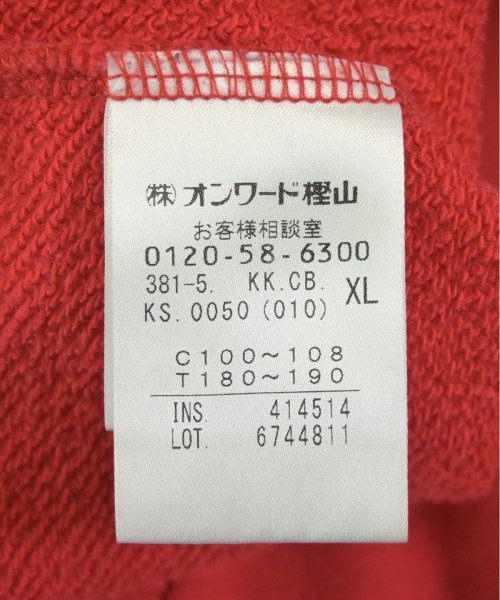 (株)オンワード樫山
お客様相談室
0120-58-6300
381-5. KK.CB. XL
KS.0050(010)
C100~108
T180~190
INS. 414514
LOT. 6744811